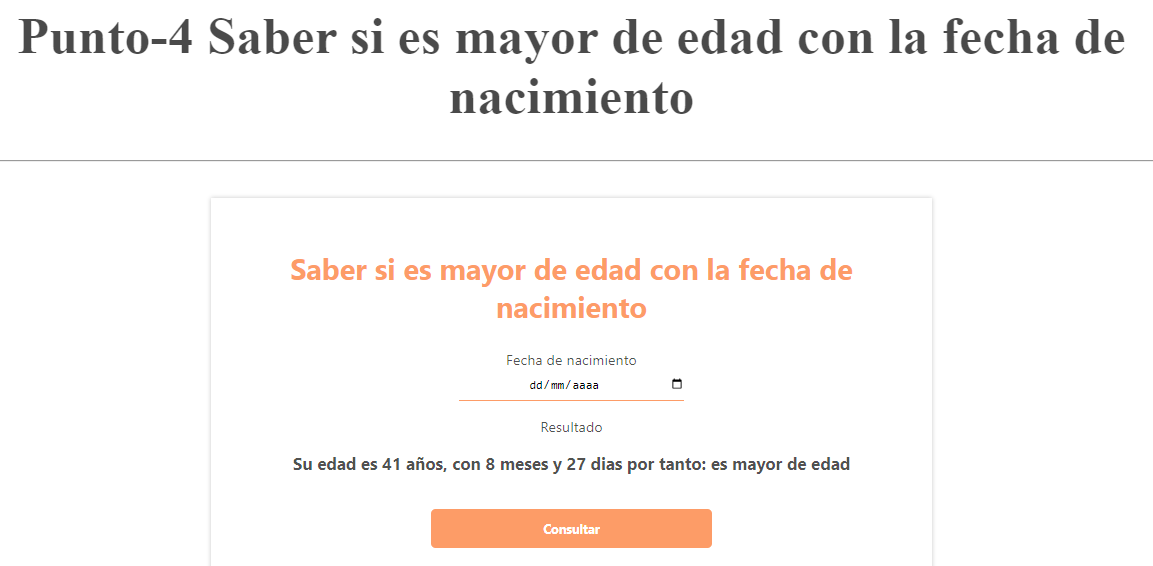 Punto-4 Saber si es mayor de edad con la fecha de
nacimiento
Saber si es mayor de edad con la fecha de
nacimiento
Fecha de nacimiento
dd/mm/aaaa
Resultado
Su edad es 41 años, con 8 meses y 27 dias por tanto: es mayor de edad
Consultar